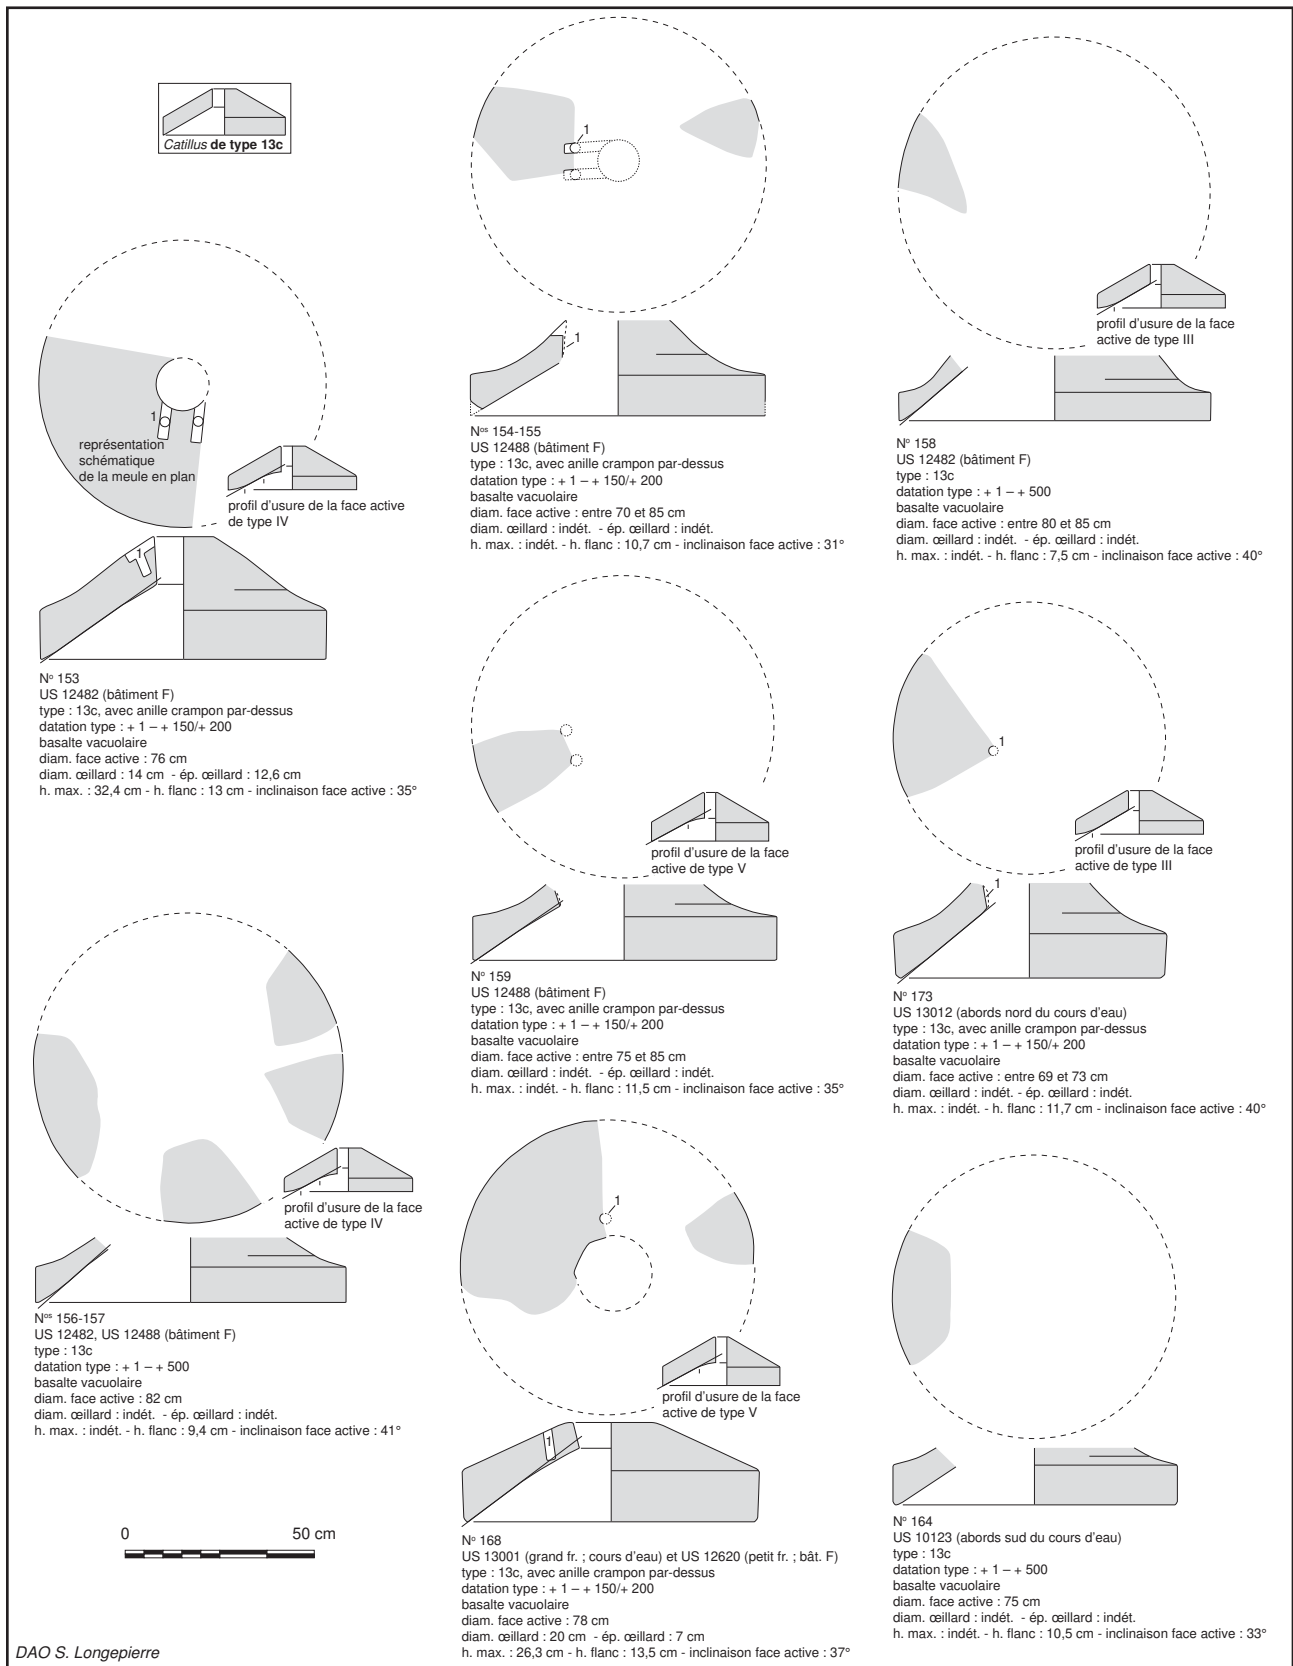 Catillus de type 13c
1
représentation
schématique
de la meule en plan
profil d'usure de la face active
de type IV
1
N° 153
US 12482 (bâtiment F)
type : 13c, avec anille crampon par-dessus
datation type : + 1 – + 150/+ 200
basalte vacuolaire
diam. face active : 76 cm
diam. œillard : 14 cm - ép. œillard : 12,6 cm
h. max. : 32,4 cm - h. flanc : 13 cm - inclinaison face active : 35°
profil d'usure de la face
active de type IV
Nos 156-157
US 12482, US 12488 (bâtiment F)
type : 13c
datation type : + 1 – + 500
basalte vacuolaire
diam. face active : 82 cm
diam. œillard : indét. - ép. œillard : indét.
h. max. : indét. - h. flanc : 9,4 cm - inclinaison face active : 41°
0 50 cm
DAO S. Longepierre
1
1
Nos 154-155
US 12488 (bâtiment F)
type : 13c, avec anille crampon par-dessus
datation type : + 1 – + 150/+ 200
basalte vacuolaire
diam. face active : entre 70 et 85 cm
diam. œillard : indét. - ép. œillard : indét.
h. max. : indét. - h. flanc : 10,7 cm - inclinaison face active : 31°
profil d'usure de la face
active de type V
N° 159
US 12488 (bâtiment F)
type : 13c, avec anille crampon par-dessus
datation type : + 1 – + 150/+ 200
basalte vacuolaire
diam. face active : entre 75 et 85 cm
diam. œillard : indét. - ép. œillard : indét.
h. max. : indét. - h. flanc : 11,5 cm - inclinaison face active : 35°
1
profil d'usure de la face
active de type V
1
N° 168
US 13001 (grand fr. ; cours d'eau) et US 12620 (petit fr. ; bât. F)
type : 13c, avec anille crampon par-dessus
datation type : + 1 – + 150/+ 200
basalte vacuolaire
diam. face active : 78 cm
diam. œillard : 20 cm - ép. œillard : 7 cm
h. max. : 26,3 cm - h. flanc : 13,5 cm - inclinaison face active : 37°
profil d'usure de la face
active de type III
N° 158
US 12482 (bâtiment F)
type : 13c
datation type : + 1 – + 500
basalte vacuolaire
diam. face active : entre 80 et 85 cm
diam. œillard : indét. - ép. œillard : indét.
h. max. : indét. - h. flanc : 7,5 cm - inclinaison face active : 40°
1
profil d'usure de la face
active de type III
1
N° 173
US 13012 (abords nord du cours d'eau)
type : 13c, avec anille crampon par-dessus
datation type : + 1 – + 150/+ 200
basalte vacuolaire
diam. face active : entre 69 et 73 cm
diam. œillard : indét. - ép. œillard : indét.
h. max. : indét. - h. flanc : 11,7 cm - inclinaison face active : 40°
N° 164
US 10123 (abords sud du cours d'eau)
type : 13c
datation type : + 1 – + 500
basalte vacuolaire
diam. face active : 75 cm
diam. œillard : indét. - ép. œillard : indét.
h. max. : indét. - h. flanc : 10,5 cm - inclinaison face active : 33°